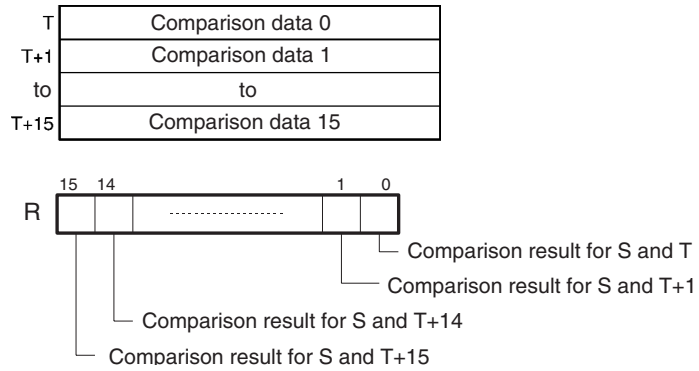 T Comparison data 0
T+1 Comparison data 1
to to
T+15 Comparison data 15
15 14 1 0
R
Comparison result for S and T
Comparison result for S and T+1
Comparison result for S and T+14
Comparison result for S and T+15